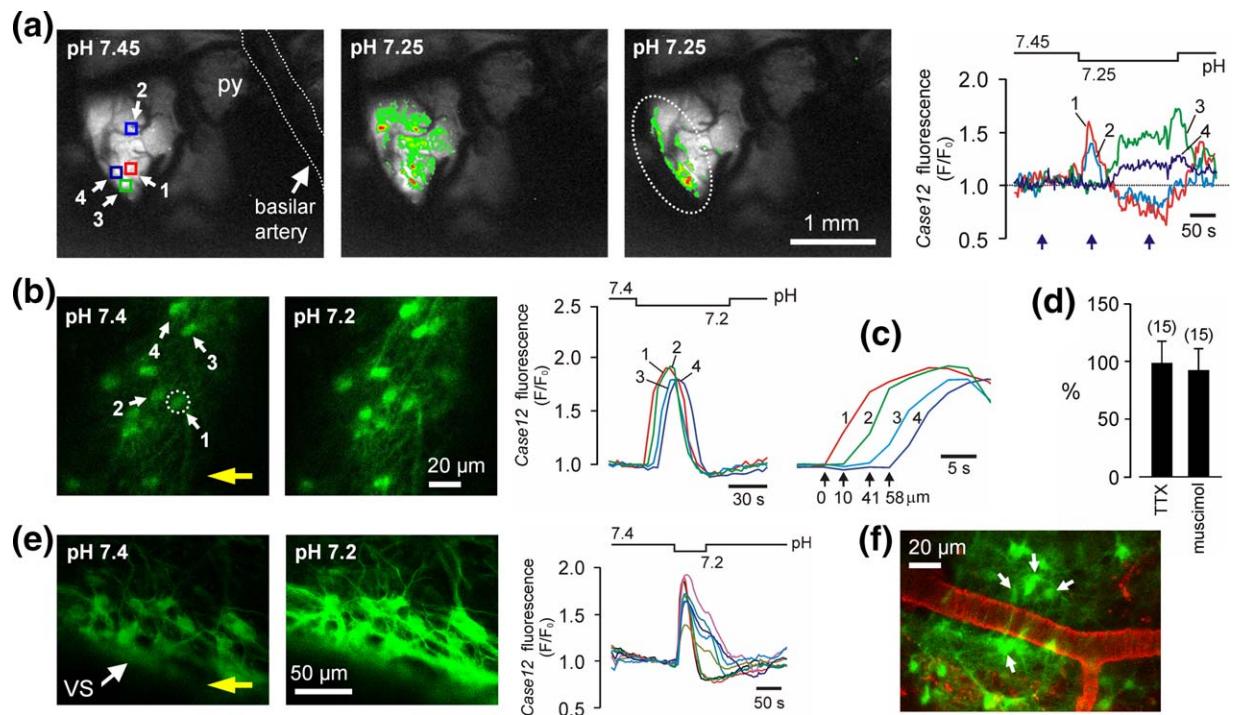 (a)
pH 7.45
py
2
4
3
1
basilar
artery
pH 7.25
pH 7.25
1 mm
7.45
7.25
pH
Case12 fluorescence
(F/F0)
2.0
1.5
1.0
0.5
1
2
3
4
50 s
(b)
pH 7.4
4
3
2
1
pH 7.2
20 µm
7.4
7.2
pH
Case12 fluorescence
(F/F0)
2.5
2.0
1.5
1.0
1
2
3
4
30 s
(c)
1
2
3
4
5 s
0 10 41 58 µm
(d)
150
100
50
0
%
(15)
(15)
TTX
muscimol
(e)
pH 7.4
VS
pH 7.2
50 µm
7.4
7.2
pH
Case12 fluorescence
(F/F0)
2.0
1.5
1.0
0.5
50 s
(f)
20 µm